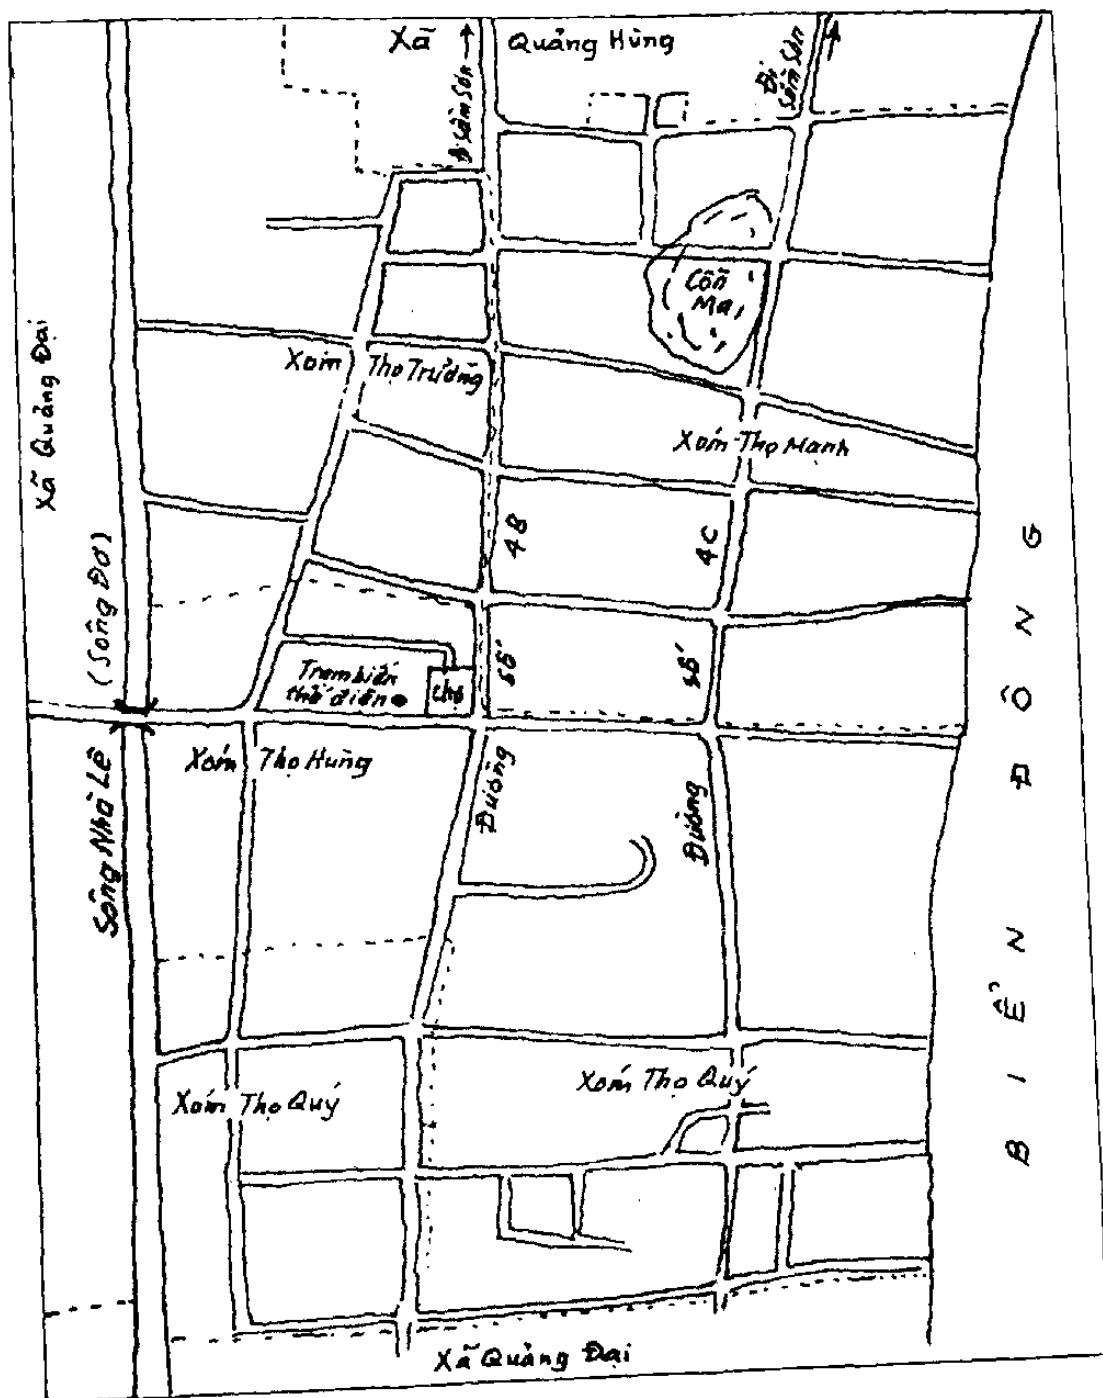 Xã Quảng Hùng
Đi Sầm Sơn
Đi
Sầm Sơn
Cồn
Mai
Xã Quảng Đại
Xóm Thọ Trường
Xóm Thọ Mạnh
(Sông Đơ)
Sông Nhà Lê
Đường số 4B
Đường số 4C
Trạm biến
thế điện
Chợ
Xóm Thọ Hùng
BIỂN ĐÔNG
Xóm Thọ Quý
Xóm Thọ Quý
Xã Quảng Đại